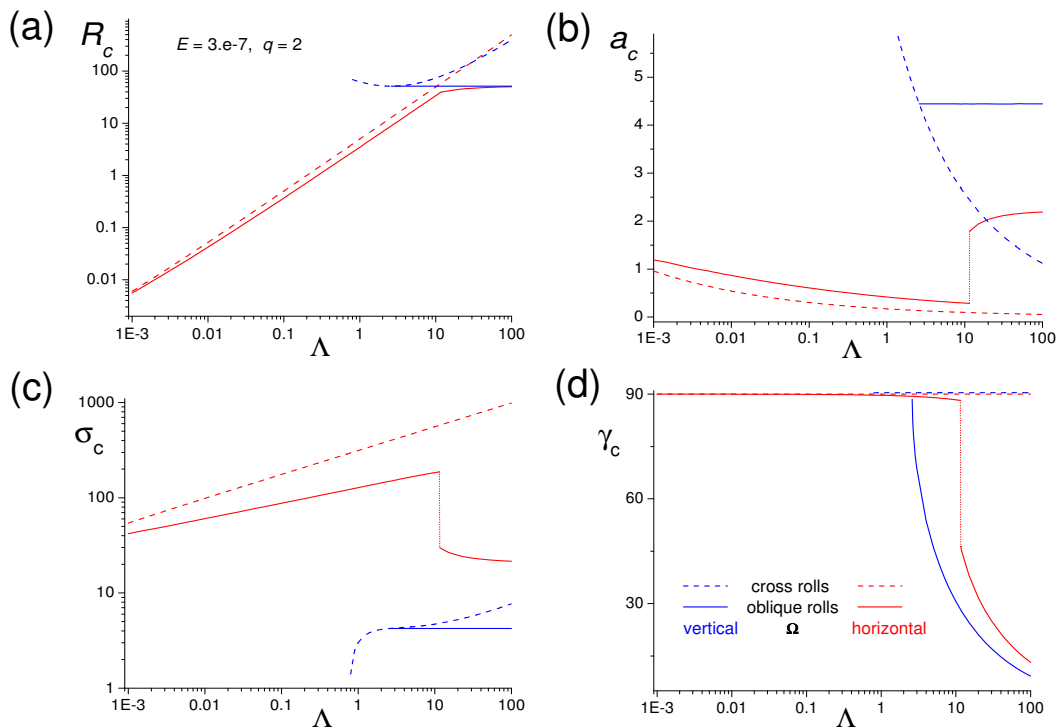 (a)
R_c
E = 3.e-7, q = 2
100
10
1
0.1
0.01
1E-3 0.01 0.1 1 10 100
Λ
(b)
a_c
5
4
3
2
1
0
1E-3 0.01 0.1 1 10 100
Λ
(c)
σ_c
1000
100
10
1
1E-3 0.01 0.1 1 10 100
Λ
(d)
γ_c
90
60
30
cross rolls
oblique rolls
vertical Ω horizontal
1E-3 0.01 0.1 1 10 100
Λ